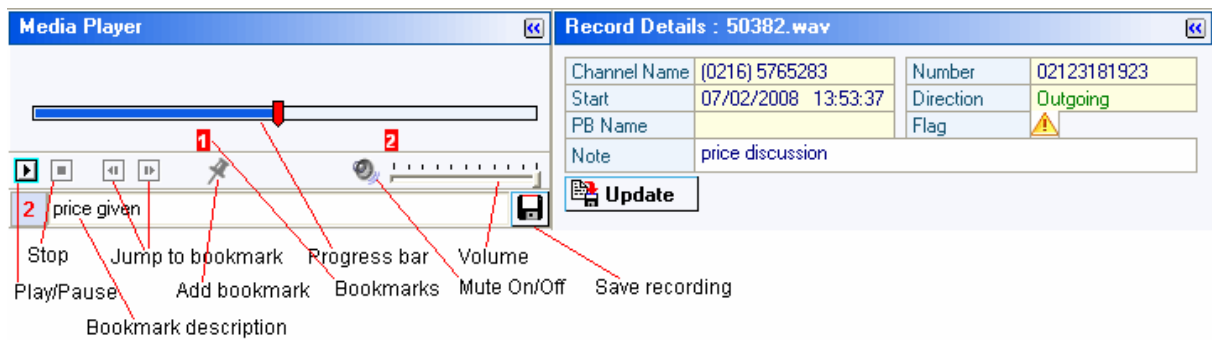 Media Player
Record Details : 50382.wav
Channel Name (0216) 5765283 Number 02123181923
Start 07/02/2008 13:53:37 Direction Outgoing
PB Name Flag
Note price discussion
Update
1 2
2 price given
Stop Jump to bookmark Progress bar Volume
Play/Pause Add bookmark Bookmarks Mute On/Off Save recording
Bookmark description